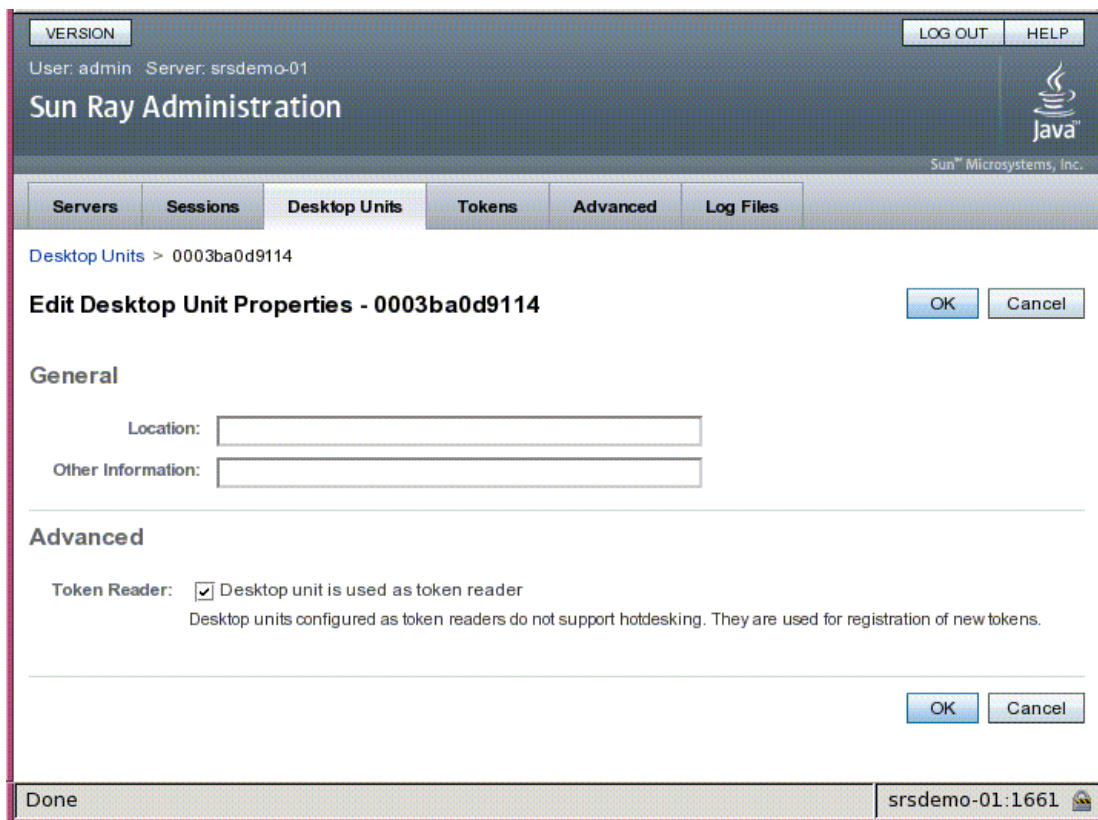 VERSION
LOG OUT HELP
User: admin Server: srsdemo-01
Sun Ray Administration
Java™
Sun™ Microsystems, Inc.
Servers Sessions Desktop Units Tokens Advanced Log Files
Desktop Units > 0003ba0d9114
Edit Desktop Unit Properties - 0003ba0d9114
OK Cancel
General
Location:
Other Information:
Advanced
Token Reader: Desktop unit is used as token reader
Desktop units configured as token readers do not support hotdesking. They are used for registration of new tokens.
OK Cancel
Done
srsdemo-01:1661